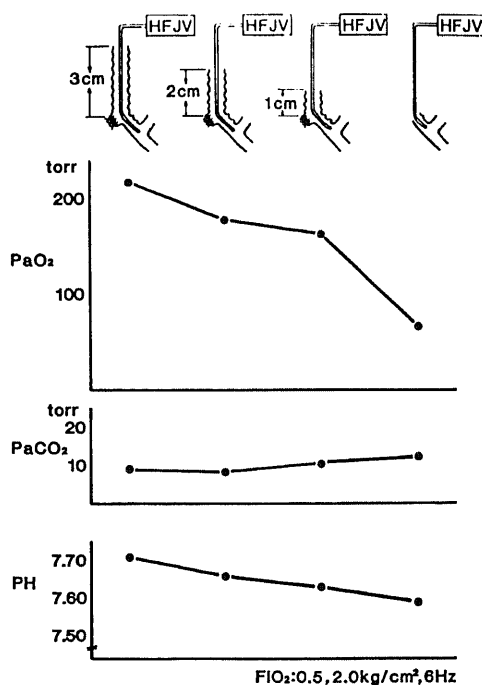 HFJV HFJV HFJV HFJV
3cm
2cm
1cm
torr
200
PaO₂
100
torr
20
PaCO₂
10
7.70
PH
7.60
7.50
FIO₂:0.5, 2.0kg/cm², 6Hz